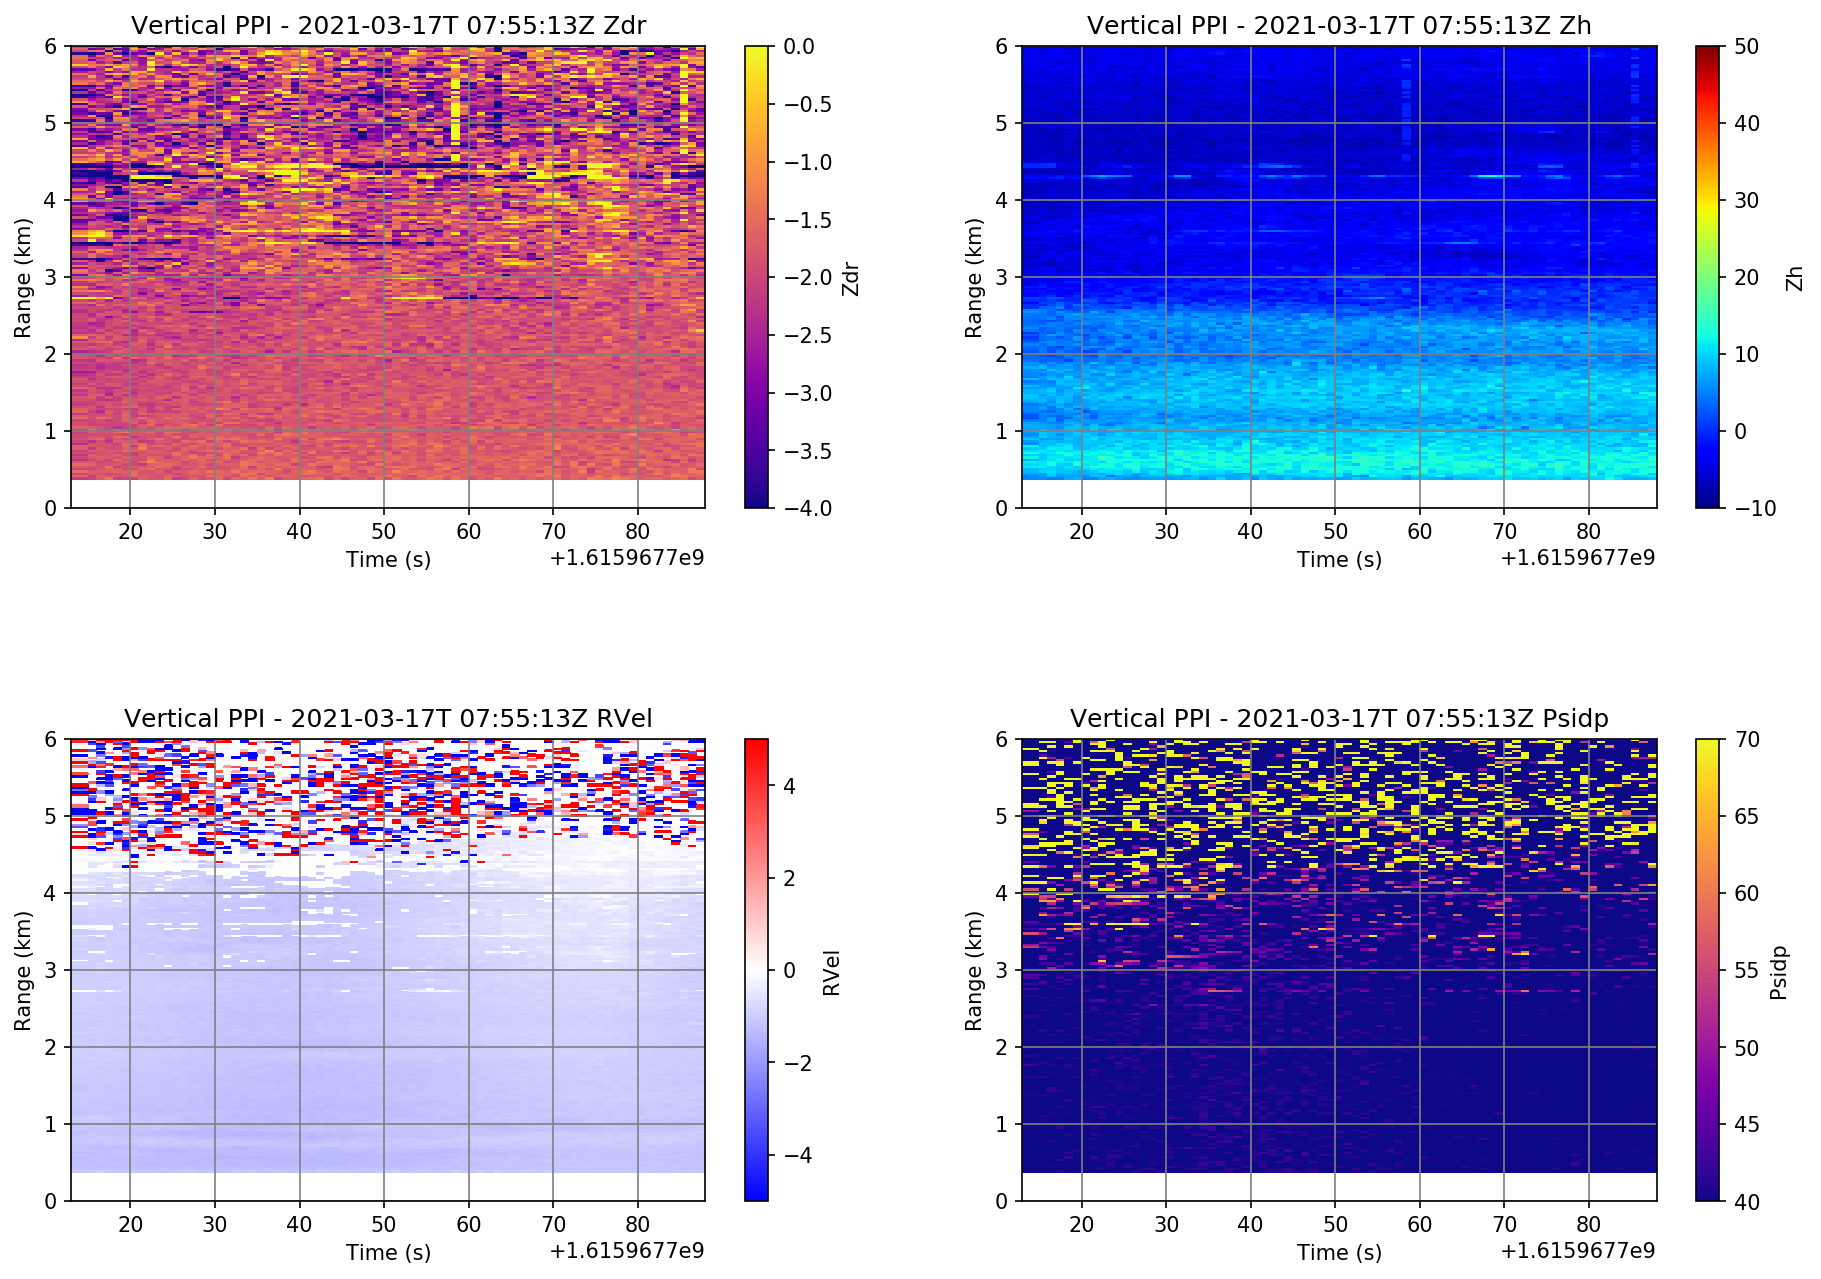 Vertical PPI - 2021-03-17T 07:55:13Z Zdr
6
5
4
3
2
1
0
Range (km)
20 30 40 50 60 70 80
Time (s)
+1.6159677e9
0.0
−0.5
−1.0
−1.5
−2.0
−2.5
−3.0
−3.5
−4.0
Zdr
Vertical PPI - 2021-03-17T 07:55:13Z Zh
6
5
4
3
2
1
0
Range (km)
20 30 40 50 60 70 80
Time (s)
+1.6159677e9
50
40
30
20
10
0
−10
Zh
Vertical PPI - 2021-03-17T 07:55:13Z RVel
6
5
4
3
2
1
0
Range (km)
20 30 40 50 60 70 80
Time (s)
+1.6159677e9
4
2
0
−2
−4
RVel
Vertical PPI - 2021-03-17T 07:55:13Z Psidp
6
5
4
3
2
1
0
Range (km)
20 30 40 50 60 70 80
Time (s)
+1.6159677e9
70
65
60
55
50
45
40
Psidp